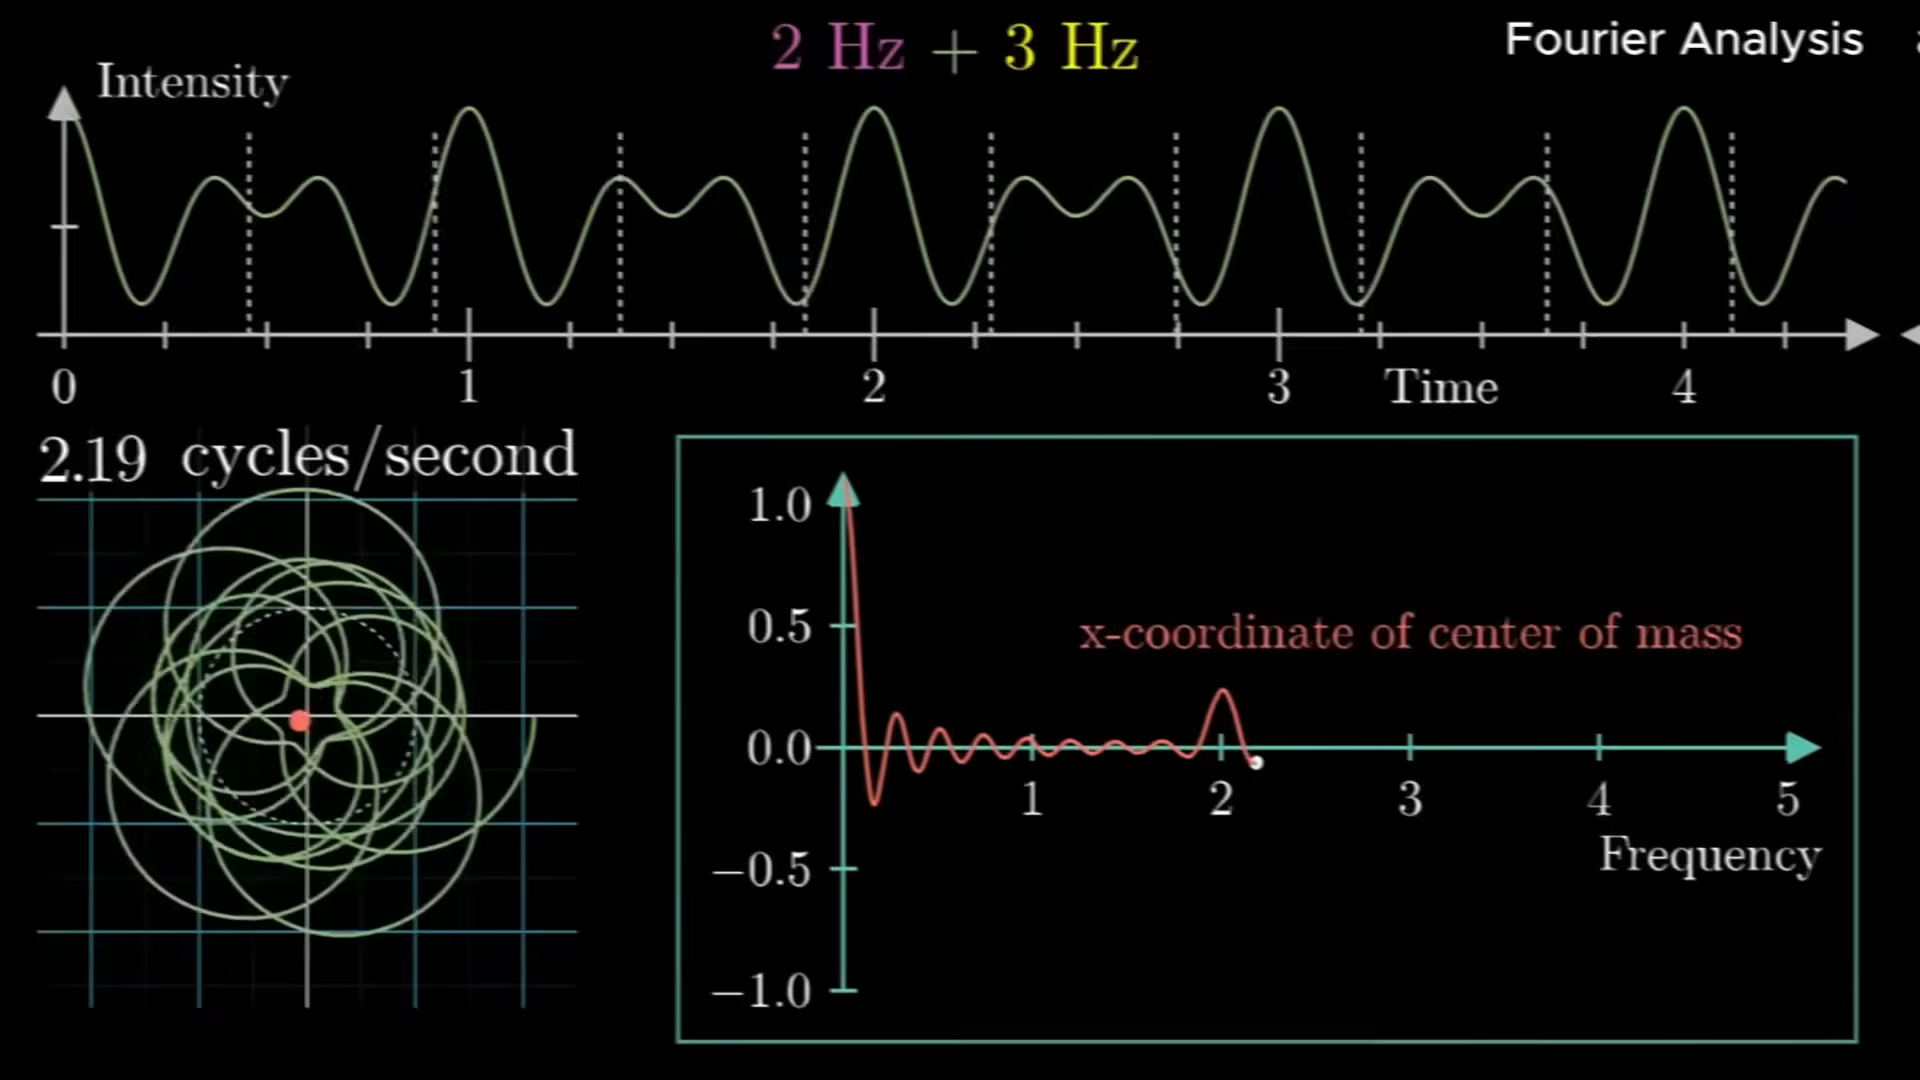 2 Hz + 3 Hz
Fourier Analysis
Intensity
0 1 2 3 Time 4
2.19 cycles/second
1.0
0.5
x-coordinate of center of mass
0.0
1 2 3 4 5
Frequency
−0.5
−1.0